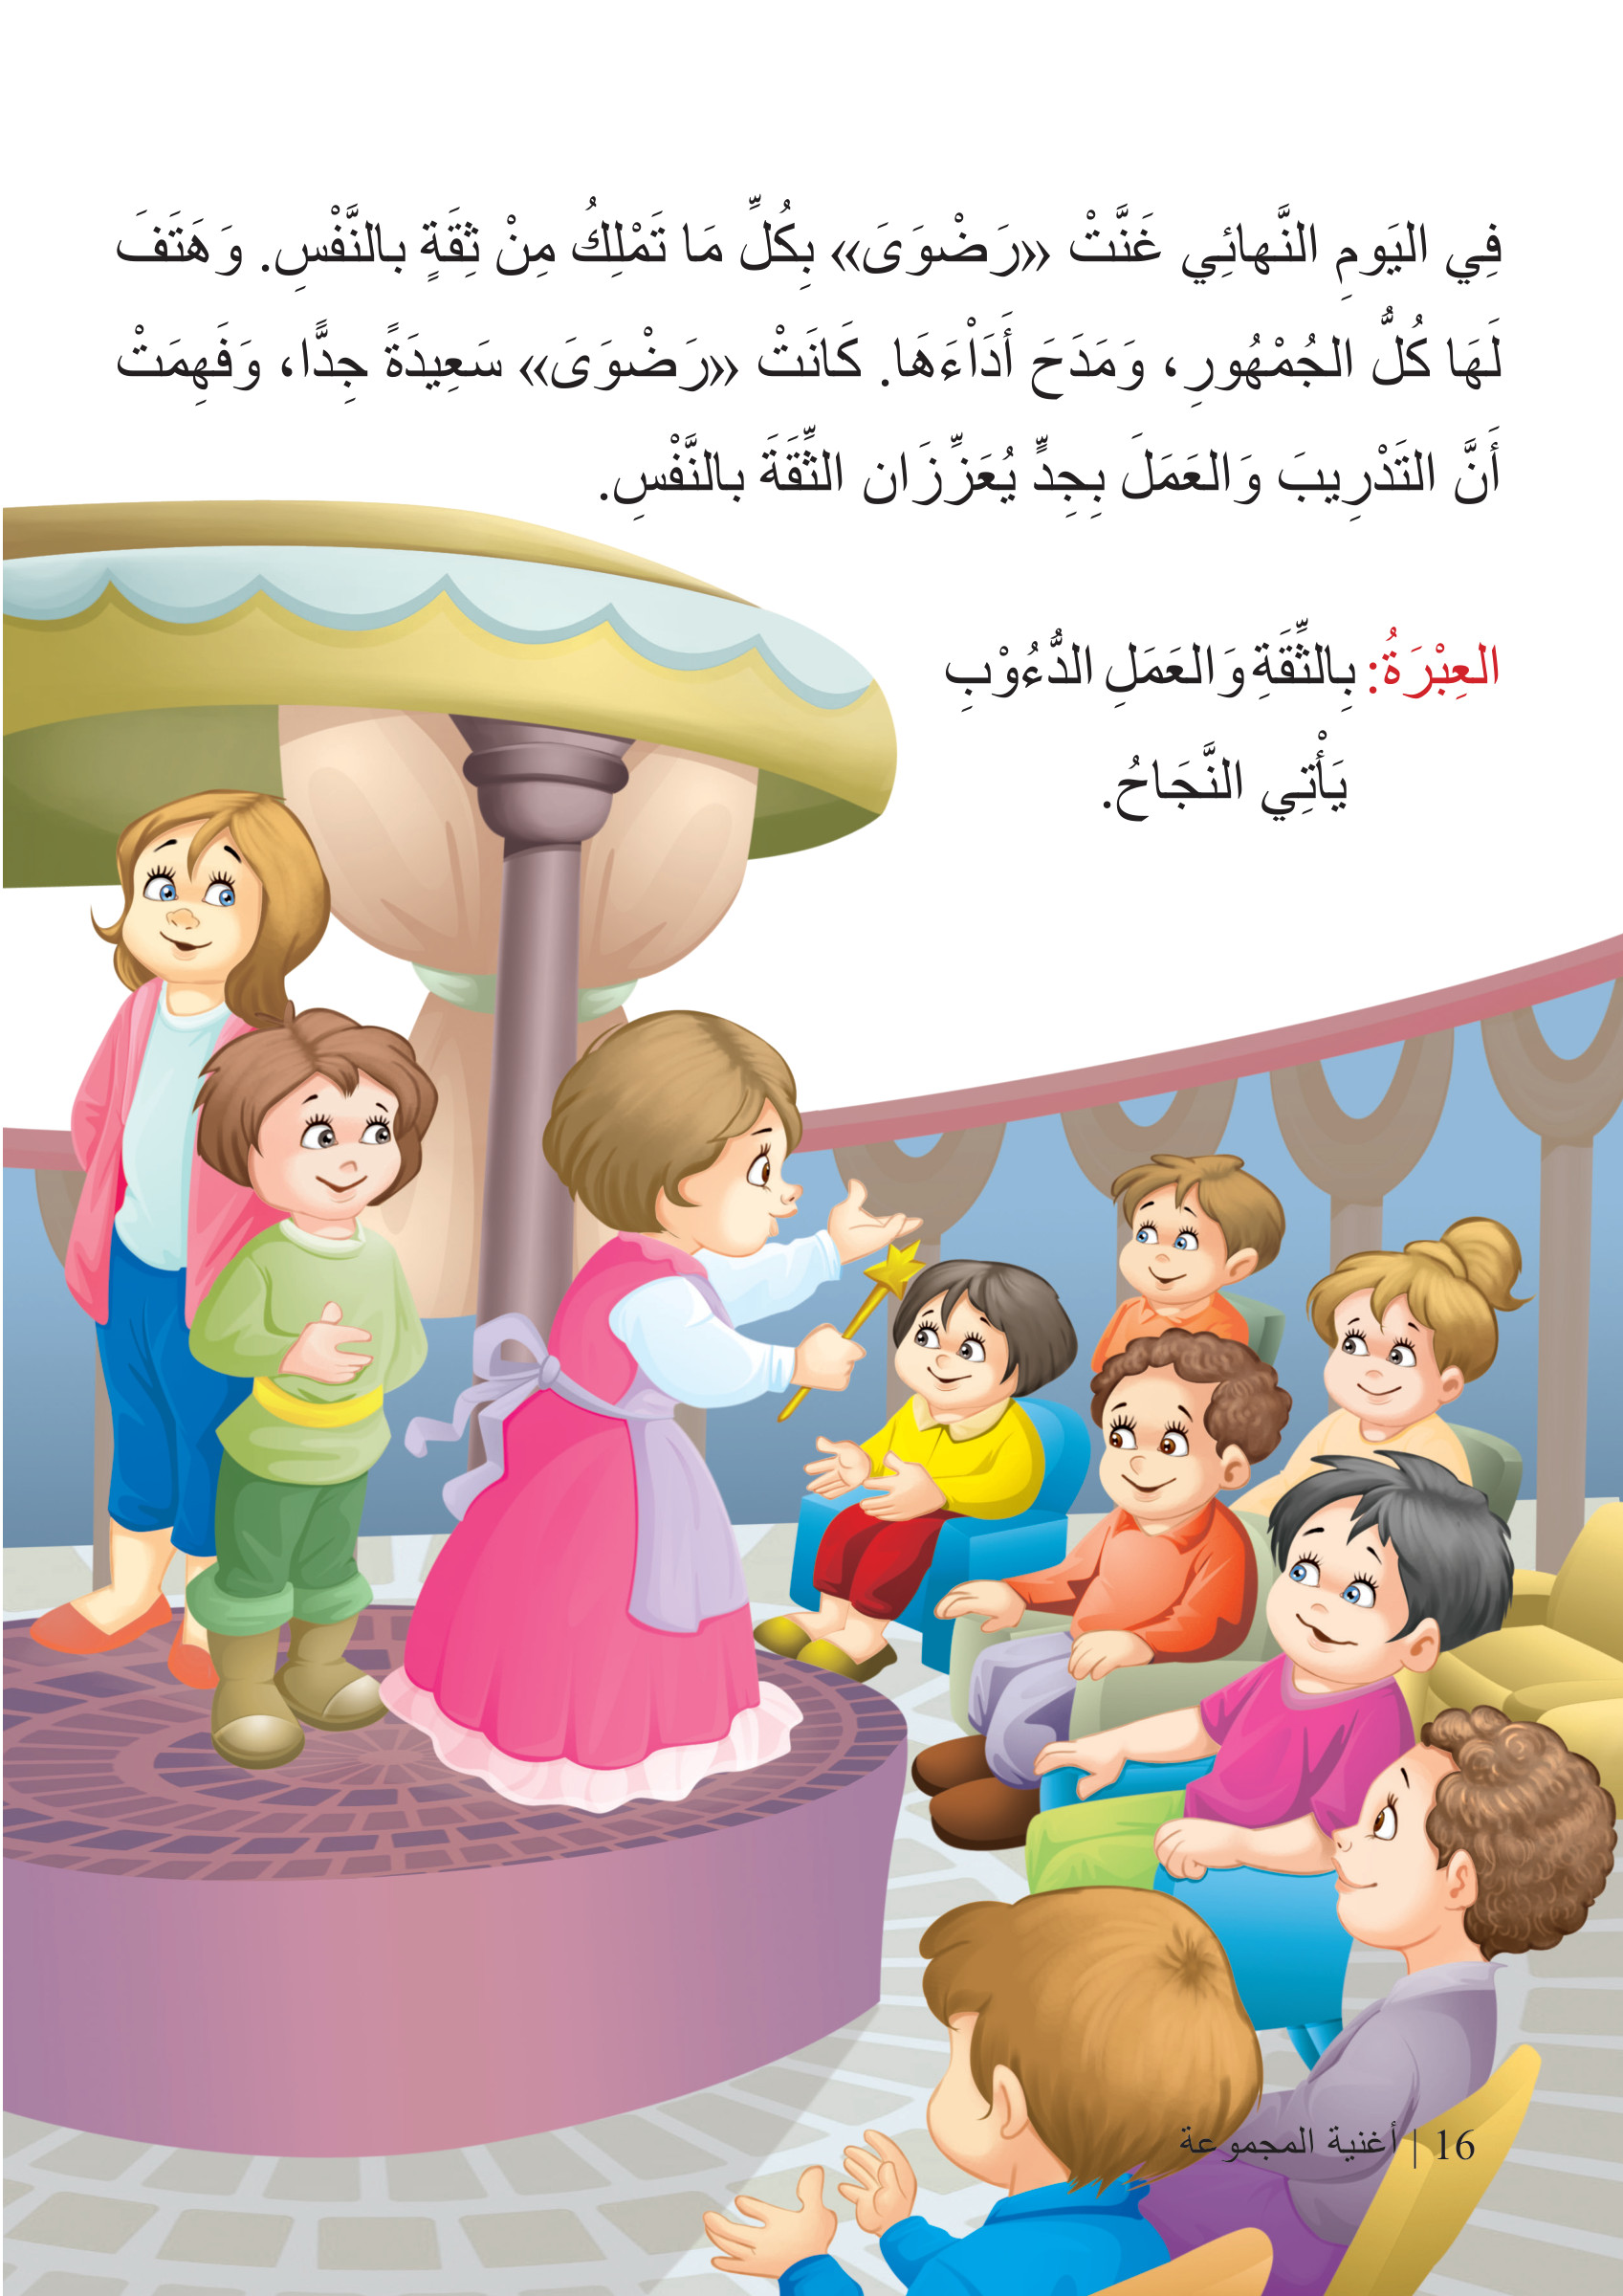 فِي اليَومِ النَّهائِي غَنَّتْ «رَضْوَىَ» بِكُلِّ مَا تَمْلِكُ مِنْ ثِقَةٍ بالنَّفْسِ. وَهَتَفَ
لَهَا كُلُّ الجُمْهُورِ، وَمَدَحَ أَدَاْءَهَا. كَانَتْ «رَضْوَىَ» سَعِيدَةً جِدًّا، وَفَهِمَتْ
أَنَّ التَدْرِيبَ وَالعَمَلَ بِجِدٍّ يُعَزِّزَان الثِّقَةَ بالنَّفْسِ.
العِبْرَةُ: بِالثِّقَةِ وَالعَمَلِ الدُّءُوْبِ
يَأْتِي النَّجَاحُ.
16 | أغنية المجموعة